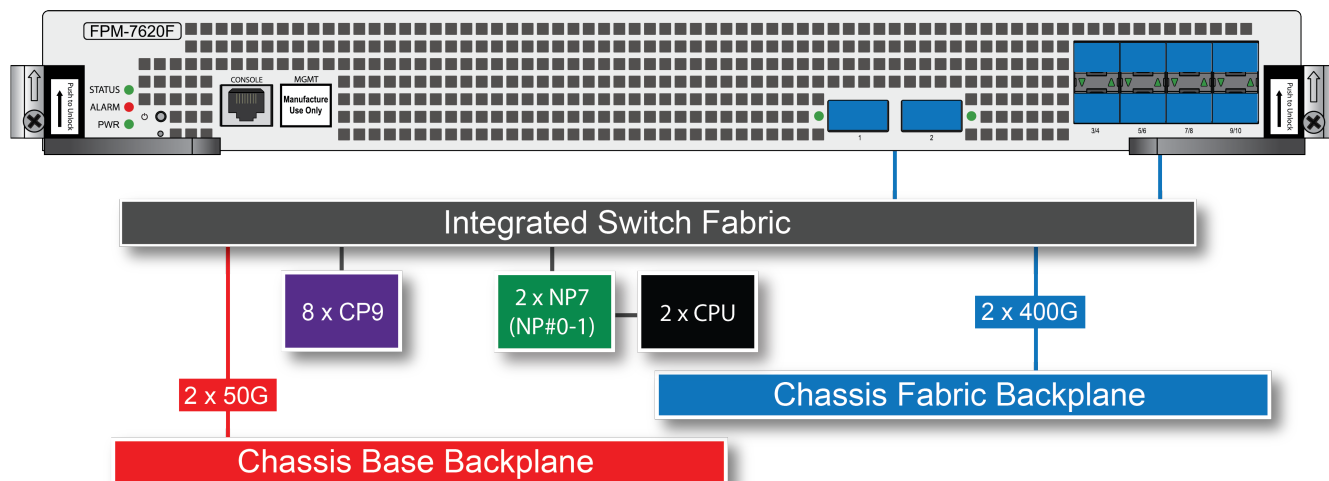 FPM-7620F
STATUS
ALARM
PWR
Push to Unlock
CONSOLE
MGMT
Manufacture
Use Only
1
2
3/4
5/6
7/8
9/10
Push to Unlock
Integrated Switch Fabric
8 x CP9
2 x NP7
(NP#0-1)
2 x CPU
2 x 400G
2 x 50G
Chassis Fabric Backplane
Chassis Base Backplane